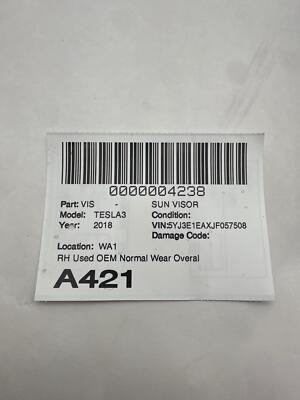 0000004238
Part: VIS - SUN VISOR
Model: TESLA3 Condition:
Year: 2018 VIN:5YJ3E1EAXJF057508
Damage Code:
Location: WA1
RH Used OEM Normal Wear Overal
A421